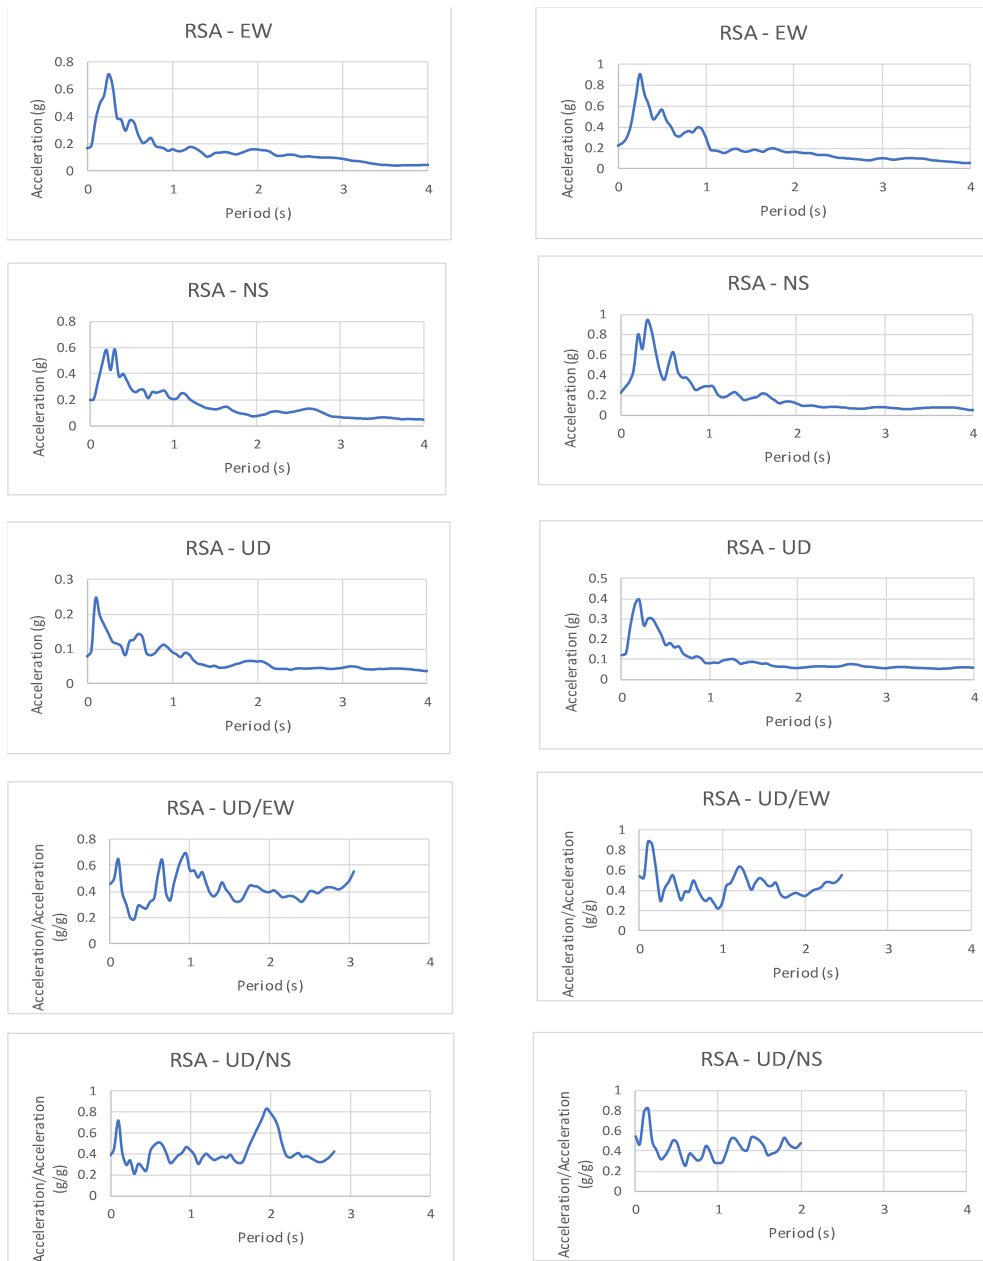 RSA - EW
0.8
0.6
0.4
0.2
0
0 1 2 3 4
Acceleration (g)
Period (s)
RSA - EW
1
0.8
0.6
0.4
0.2
0
0 1 2 3 4
Acceleration (g)
Period (s)
RSA - NS
0.8
0.6
0.4
0.2
0
0 1 2 3 4
Acceleration (g)
Period (s)
RSA - NS
1
0.8
0.6
0.4
0.2
0
0 1 2 3 4
Acceleration (g)
Period (s)
RSA - UD
0.3
0.2
0.1
0
0 1 2 3 4
Acceleration (g)
Period (s)
RSA - UD
0.5
0.4
0.3
0.2
0.1
0
0 1 2 3 4
Acceleration (g)
Period (s)
RSA - UD/EW
0.8
0.6
0.4
0.2
0
0 1 2 3 4
Acceleration/Acceleration
(g/g)
Period (s)
RSA - UD/EW
1
0.8
0.6
0.4
0.2
0
0 1 2 3 4
Acceleration/Acceleration
(g/g)
Period (s)
RSA - UD/NS
1
0.8
0.6
0.4
0.2
0
0 1 2 3 4
Acceleration/Acceleration
(g/g)
Period (s)
RSA - UD/NS
1
0.8
0.6
0.4
0.2
0
0 1 2 3 4
Acceleration/Acceleration
(g/g)
Period (s)